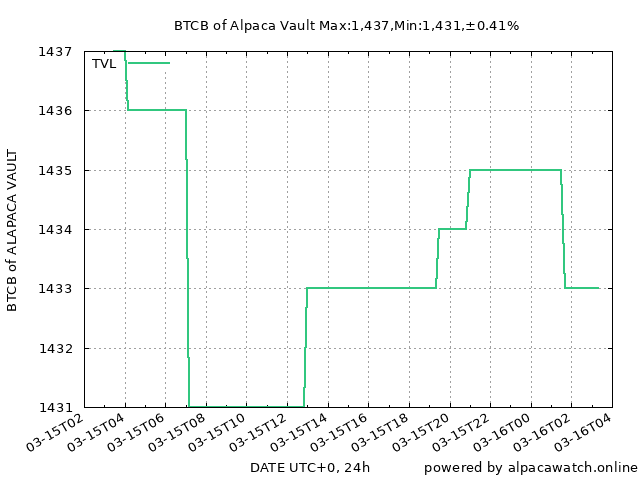 BTCB of Alpaca Vault Max:1,437,Min:1,431,±0.41%
TVL
1437
1436
1435
1434
1433
1432
1431
BTCB of ALAPACA VAULT
03-15T02
03-15T04
03-15T06
03-15T08
03-15T10
03-15T12
03-15T14
03-15T16
03-15T18
03-15T20
03-15T22
03-16T00
03-16T02
03-16T04
DATE UTC+0, 24h
powered by alpacawatch.online